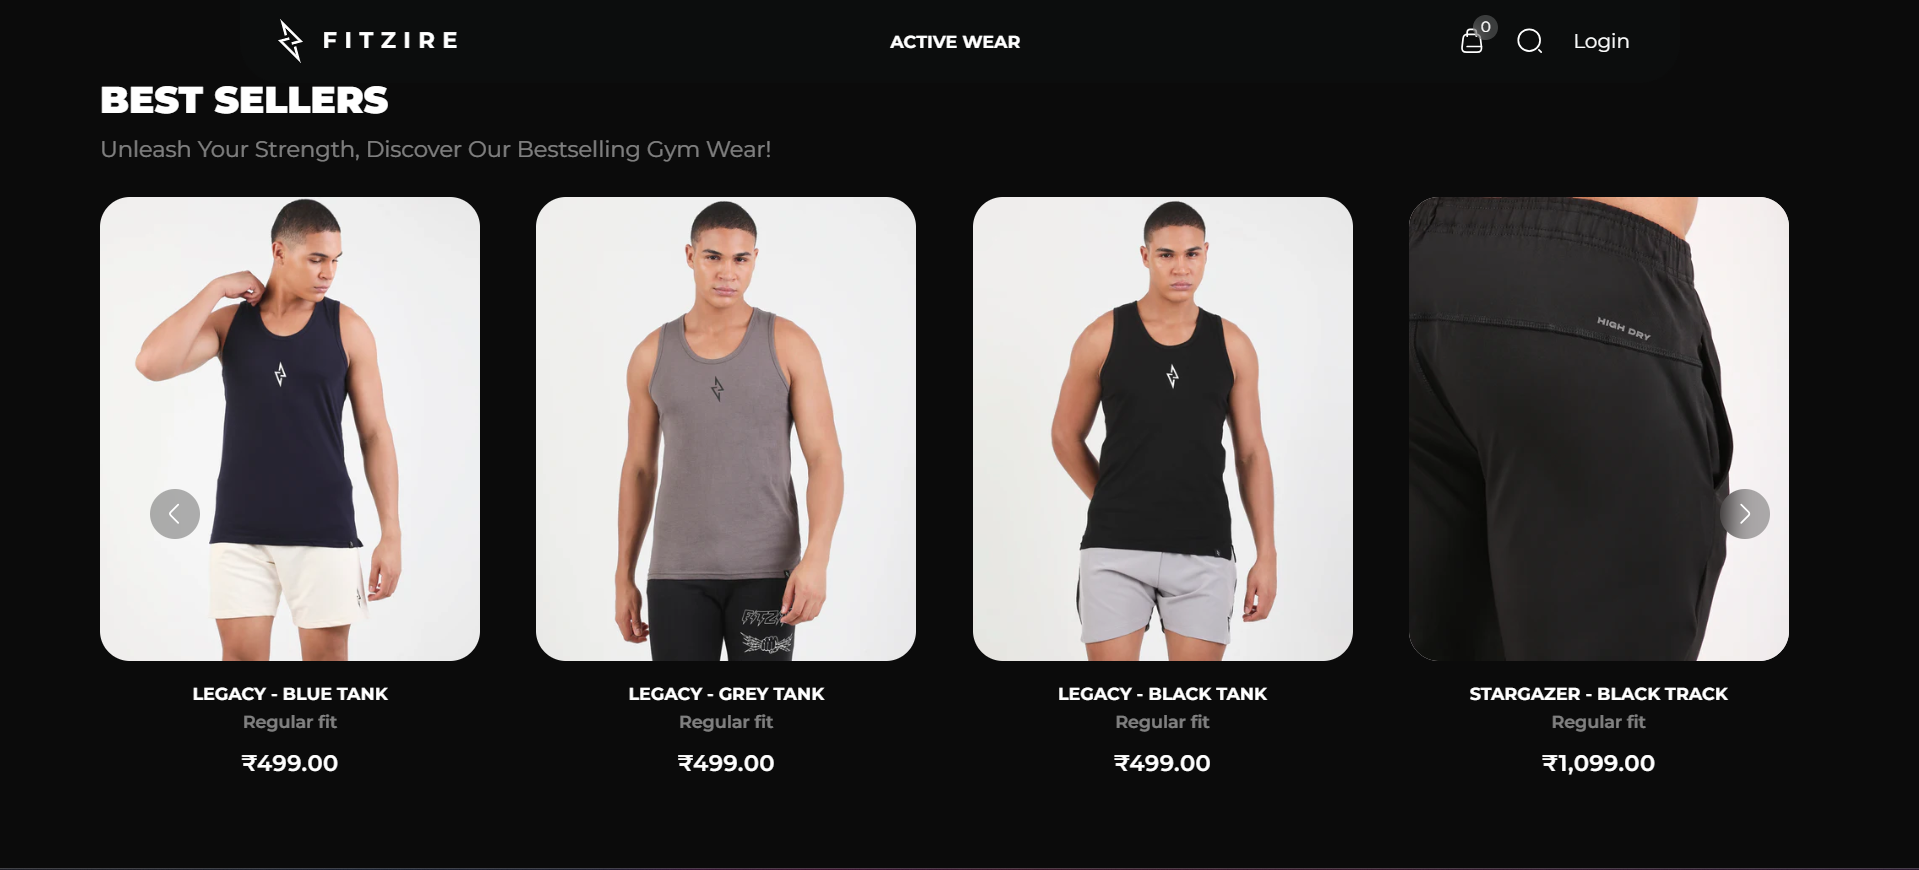 FITZIRE
ACTIVE WEAR
0
Login
BEST SELLERS
Unleash Your Strength, Discover Our Bestselling Gym Wear!
HIGH DRY
LEGACY - BLUE TANK
Regular fit
₹499.00
LEGACY - GREY TANK
Regular fit
₹499.00
LEGACY - BLACK TANK
Regular fit
₹499.00
STARGAZER - BLACK TRACK
Regular fit
₹1,099.00